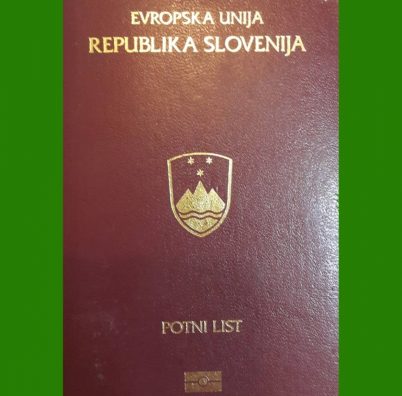 EVROPSKA UNIJA
REPUBLIKA SLOVENIJA
POTNI LIST